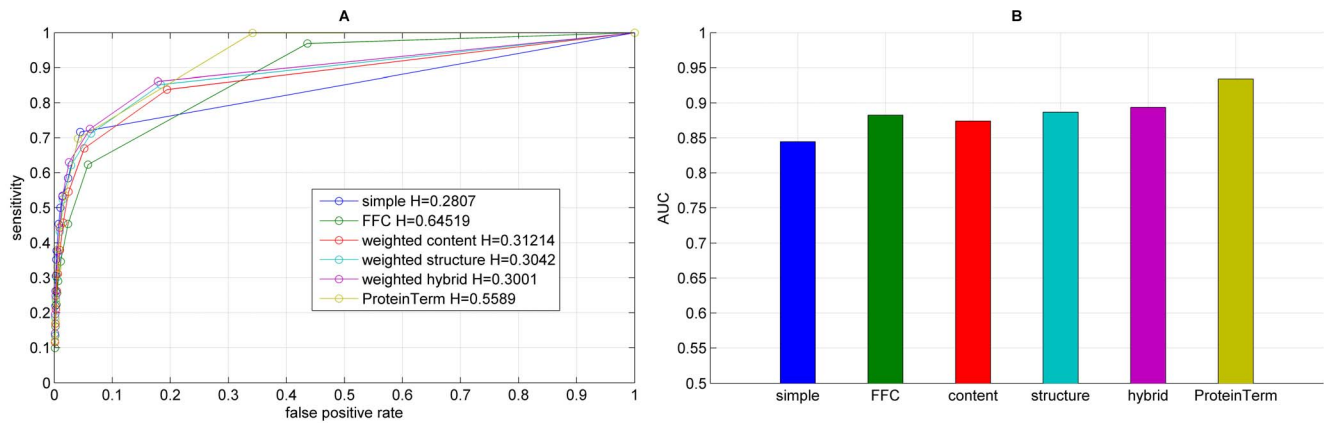 A
1
0.9
0.8
0.7
0.6
0.5
0.4
0.3
0.2
0.1
0
sensitivity
simple H=0.2807
FFC H=0.64519
weighted content H=0.31214
weighted structure H=0.3042
weighted hybrid H=0.3001
ProteinTerm H=0.5589
0 0.1 0.2 0.3 0.4 0.5 0.6 0.7 0.8 0.9 1
false positive rate
B
1
0.95
0.9
0.85
0.8
0.75
0.7
0.65
0.6
0.55
0.5
AUC
simple FFC content structure hybrid ProteinTerm